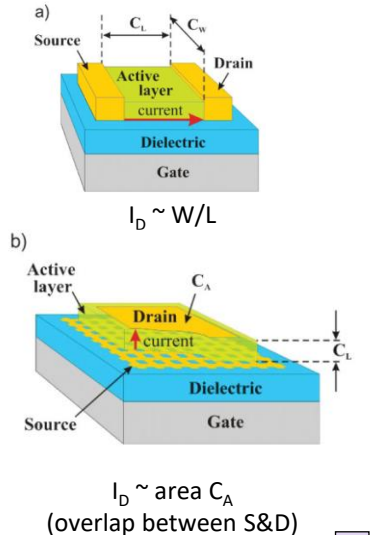 a)
C_L
C_W
Source
Drain
Active
layer
current
Dielectric
Gate
I_D ~ W/L
b)
Active
layer
C_A
Drain
current
C_L
Source
Dielectric
Gate
I_D ~ area C_A
(overlap between S&D)